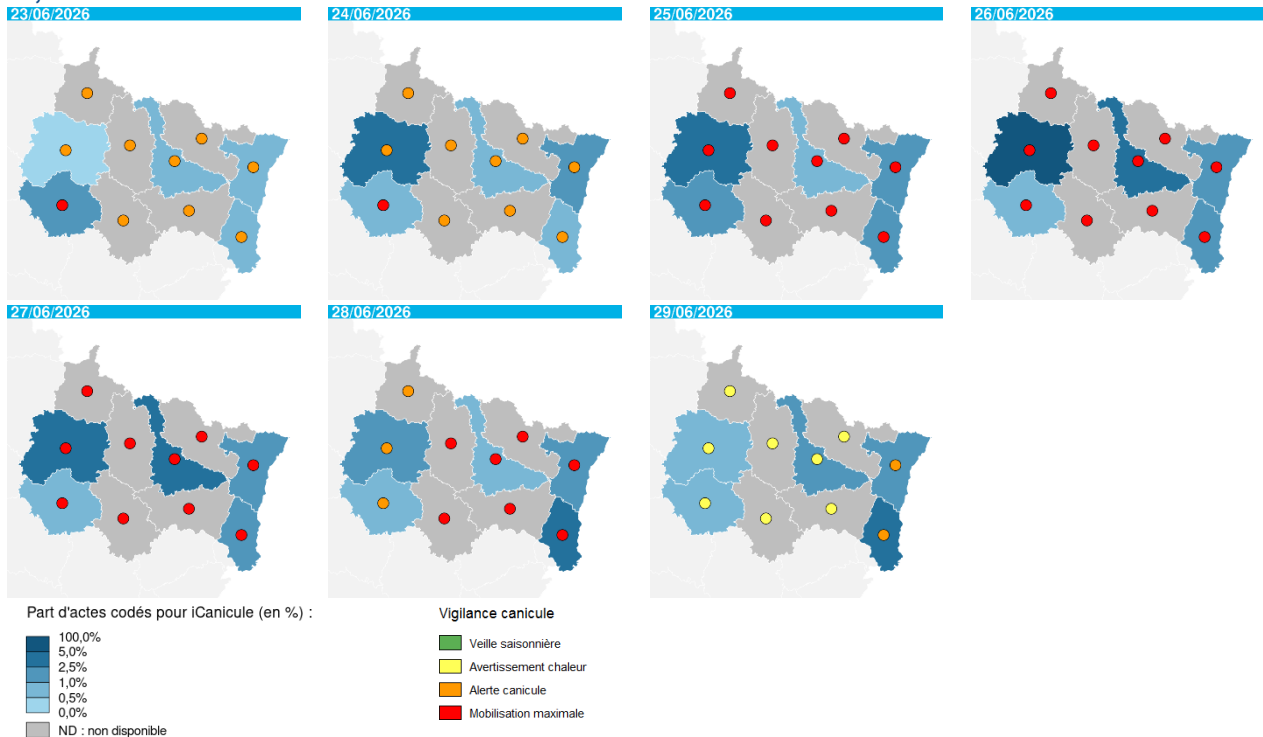 23/06/2026
24/06/2026
25/06/2026
26/06/2026
27/06/2026
28/06/2026
29/06/2026
Part d'actes codés pour iCanicule (en %) :
100,0%
5,0%
2,5%
1,0%
0,5%
0,0%
ND : non disponible
Vigilance canicule
Veille saisonnière
Avertissement chaleur
Alerte canicule
Mobilisation maximale